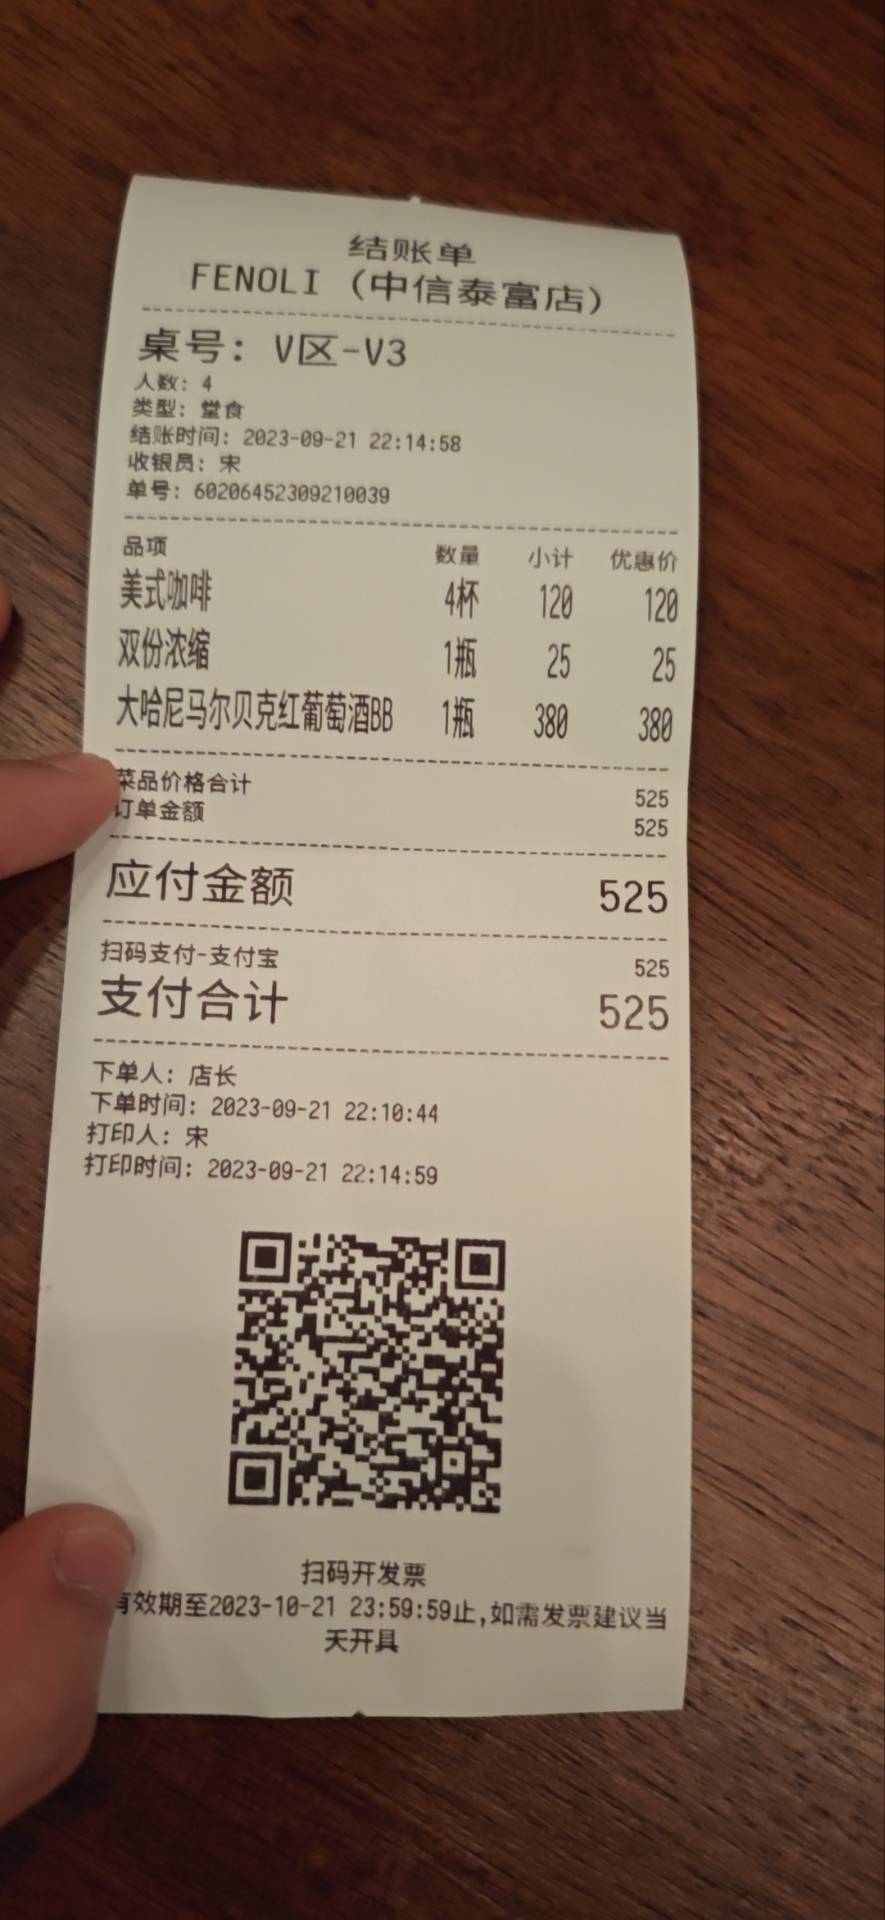 结账单
FENOLI (中信泰富店)
桌号: V区-V3
人数: 4
类型: 堂食
结账时间: 2023-09-21 22:14:58
收银员: 宋
单号: 60206452309210039
品项 数量 小计 优惠价
美式咖啡 4杯 120 120
双份浓缩 1瓶 25 25
大哈尼马尔贝克红葡萄酒BB 1瓶 380 380
菜品价格合计 525
订单金额 525
应付金额 525
扫码支付-支付宝 525
支付合计 525
下单人: 店长
下单时间: 2023-09-21 22:10:44
打印人: 宋
打印时间: 2023-09-21 22:14:59
扫码开发票
有效期至2023-10-21 23:59:59止,如需发票建议当
天开具